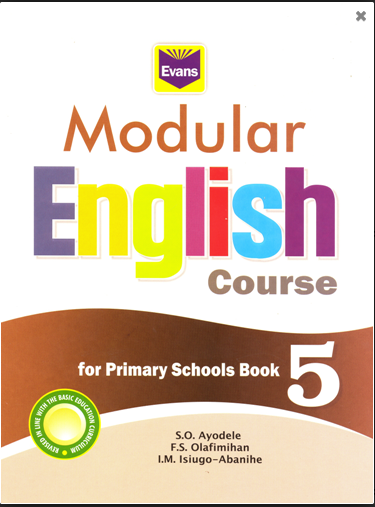 Evans
Modular
English
Course
for Primary Schools Book 5
REVISED IN LINE WITH THE BASIC EDUCATION CURRICULUM
S.O. Ayodele
F.S. Olafimihan
I.M. Isiugo-Abanihe